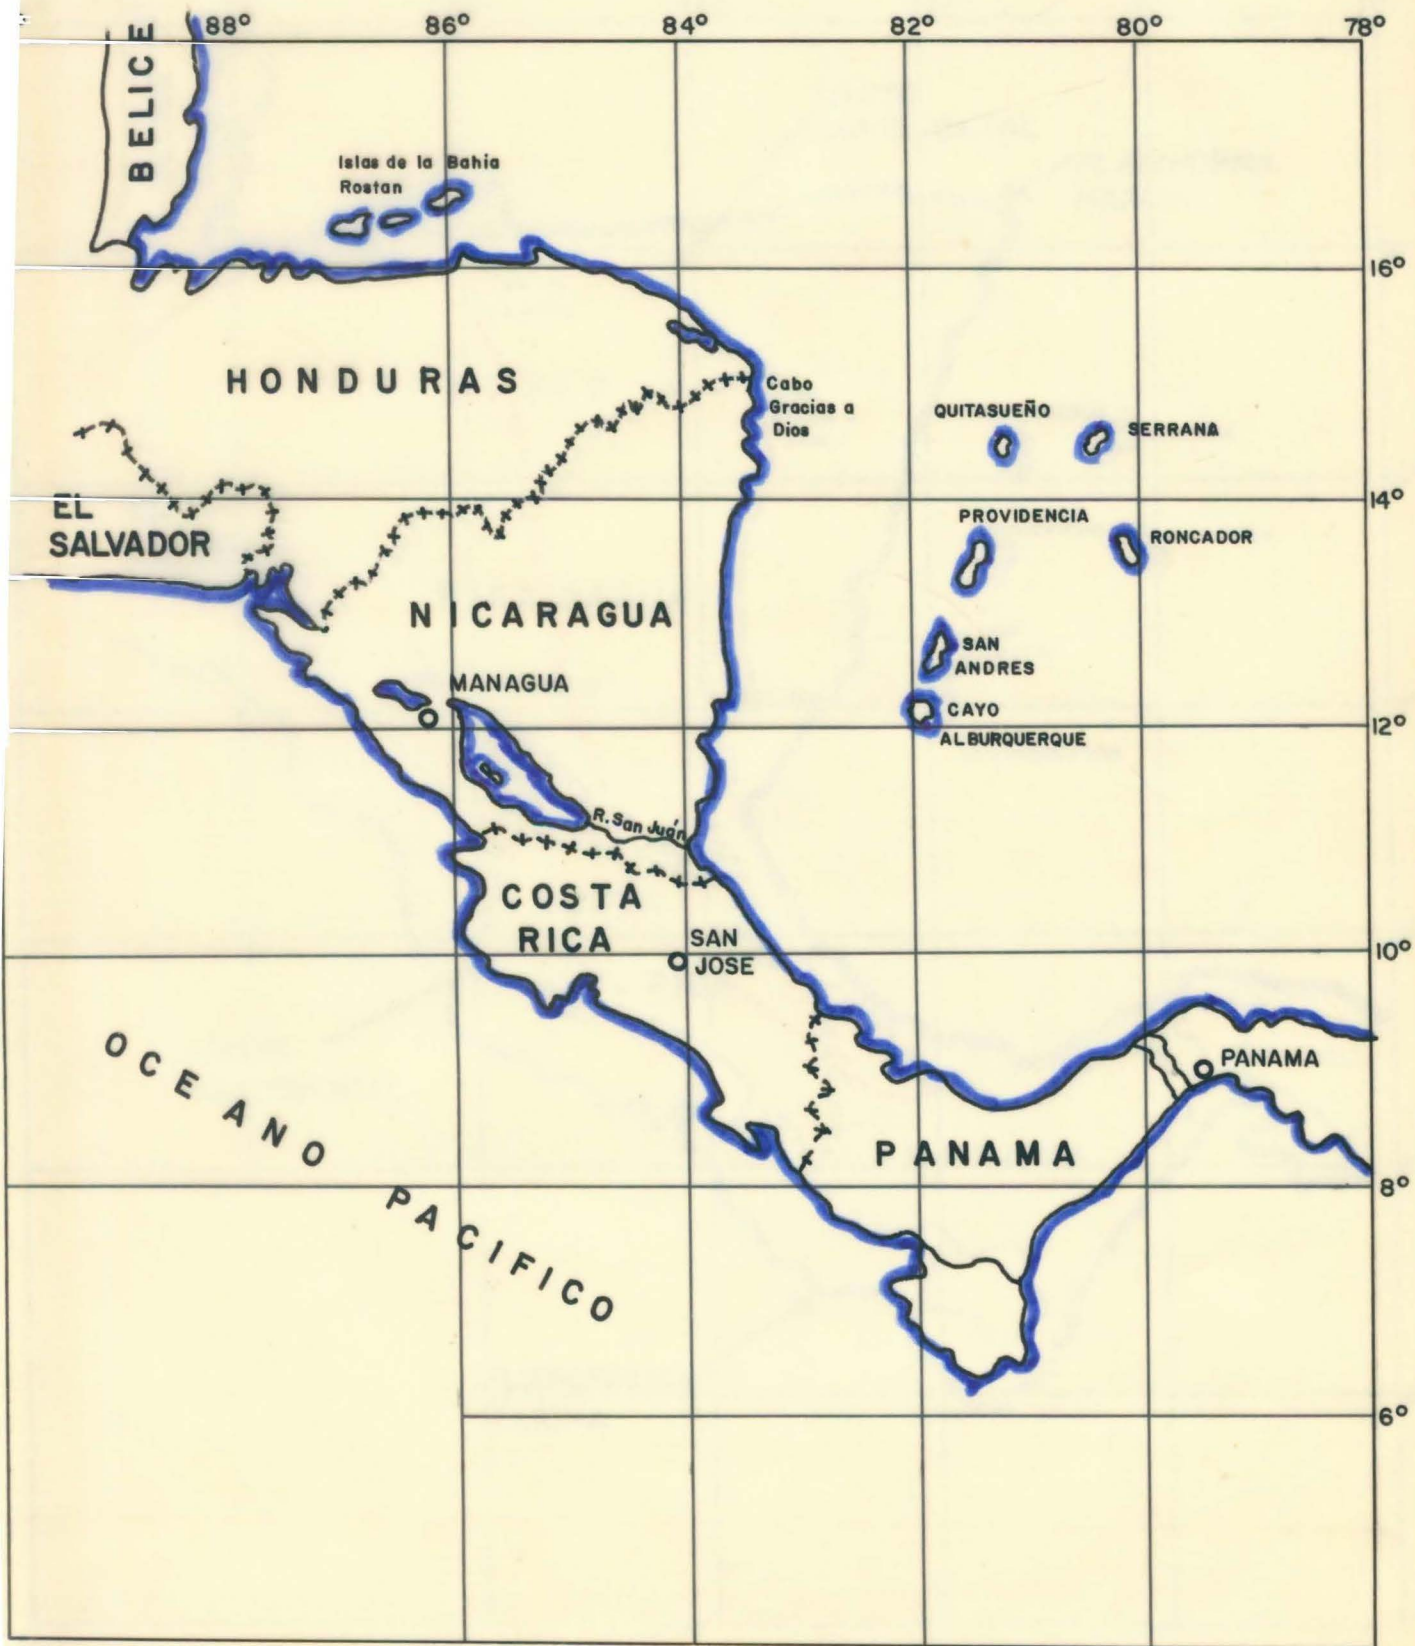 88° 86° 84° 82° 80° 78°
BELICE
Islas de la Bahia
Rostan
16°
HONDURAS
Cabo
Gracias a
Dios
QUITASUEÑO
SERRANA
14°
EL
SALVADOR
PROVIDENCIA
RONCADOR
NICARAGUA
SAN
ANDRES
MANAGUA
CAYO
ALBURQUERQUE
12°
R. San Juán
COSTA
RICA
SAN
JOSE
10°
OCEANO
PACIFICO
PANAMA
PANAMA
8°
6°